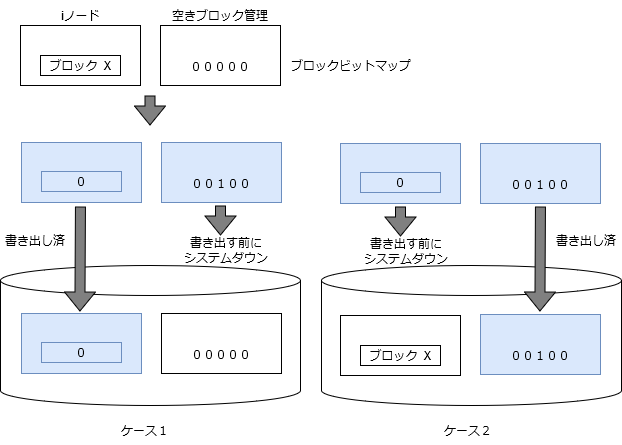 iノード 空きブロック管理
ブロック X
0 0 0 0 0
ブロックビットマップ
0
0 0 1 0 0
0
0 0 1 0 0
書き出し済
書き出す前に
システムダウン
書き出す前に
システムダウン
書き出し済
0
0 0 0 0 0
ブロック X
0 0 1 0 0
ケース1
ケース2